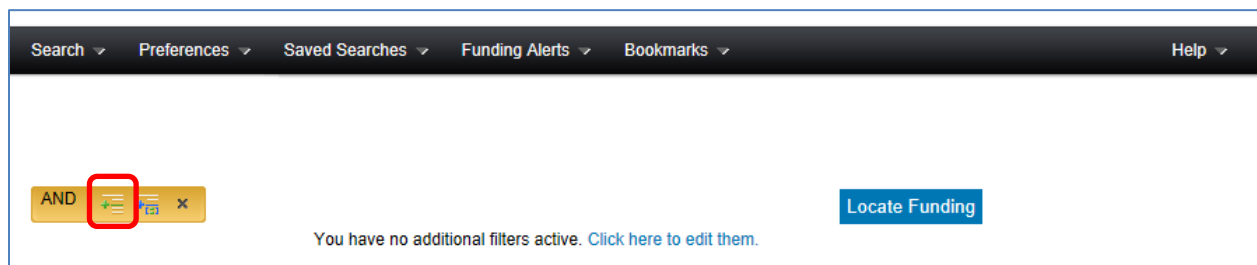 Search Preferences Saved Searches Funding Alerts Bookmarks Help
AND Locate Funding
You have no additional filters active. Click here to edit them.